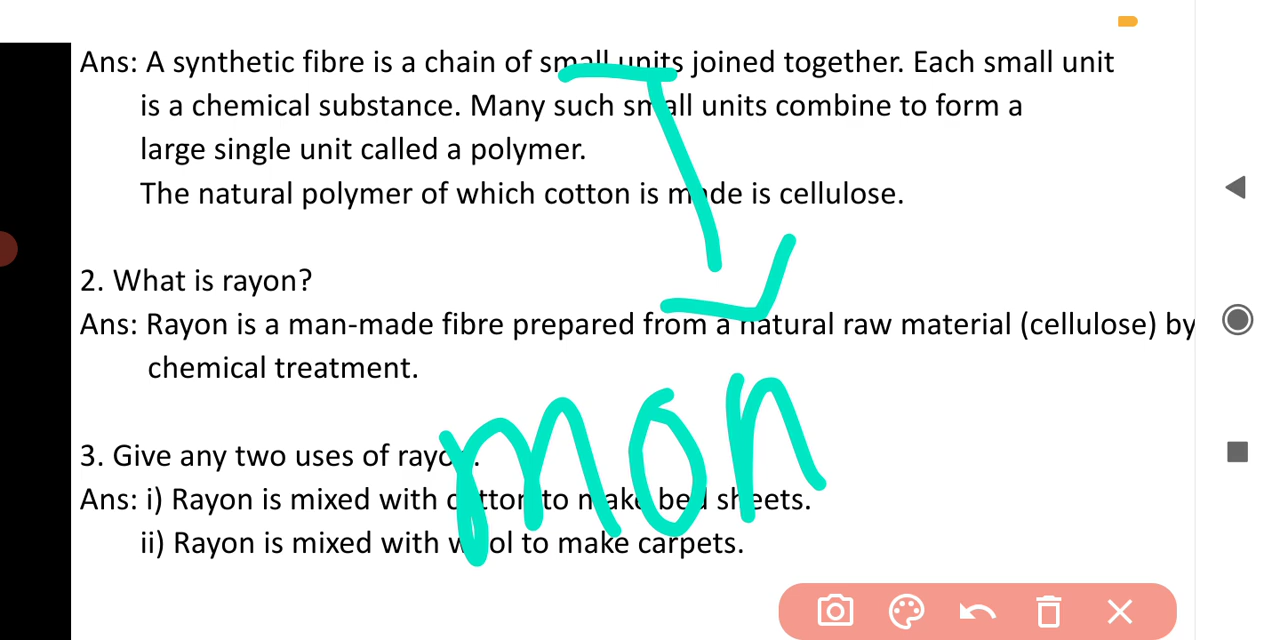 Ans: A synthetic fibre is a chain of small units joined together. Each small unit
is a chemical substance. Many such small units combine to form a
large single unit called a polymer.
The natural polymer of which cotton is made is cellulose.
2. What is rayon?
Ans: Rayon is a man-made fibre prepared from a natural raw material (cellulose) by
chemical treatment.
mon
3. Give any two uses of rayon.
Ans: i) Rayon is mixed with cotton to make bed sheets.
ii) Rayon is mixed with wool to make carpets.